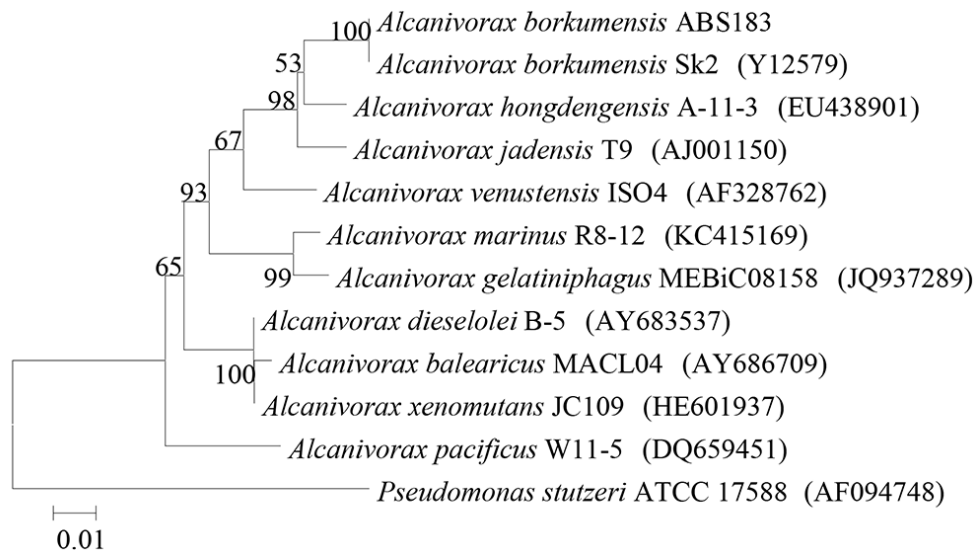 100 Alcanivorax borkumensis ABS183
53 Alcanivorax borkumensis Sk2 (Y12579)
98 Alcanivorax hongdengensis A-11-3 (EU438901)
67 Alcanivorax jadensis T9 (AJ001150)
93 Alcanivorax venustensis ISO4 (AF328762)
Alcanivorax marinus R8-12 (KC415169)
65 99 Alcanivorax gelatiniphagus MEBiC08158 (JQ937289)
Alcanivorax dieselolei B-5 (AY683537)
100 Alcanivorax balearicus MACL04 (AY686709)
Alcanivorax xenomutans JC109 (HE601937)
Alcanivorax pacificus W11-5 (DQ659451)
Pseudomonas stutzeri ATCC 17588 (AF094748)
0.01